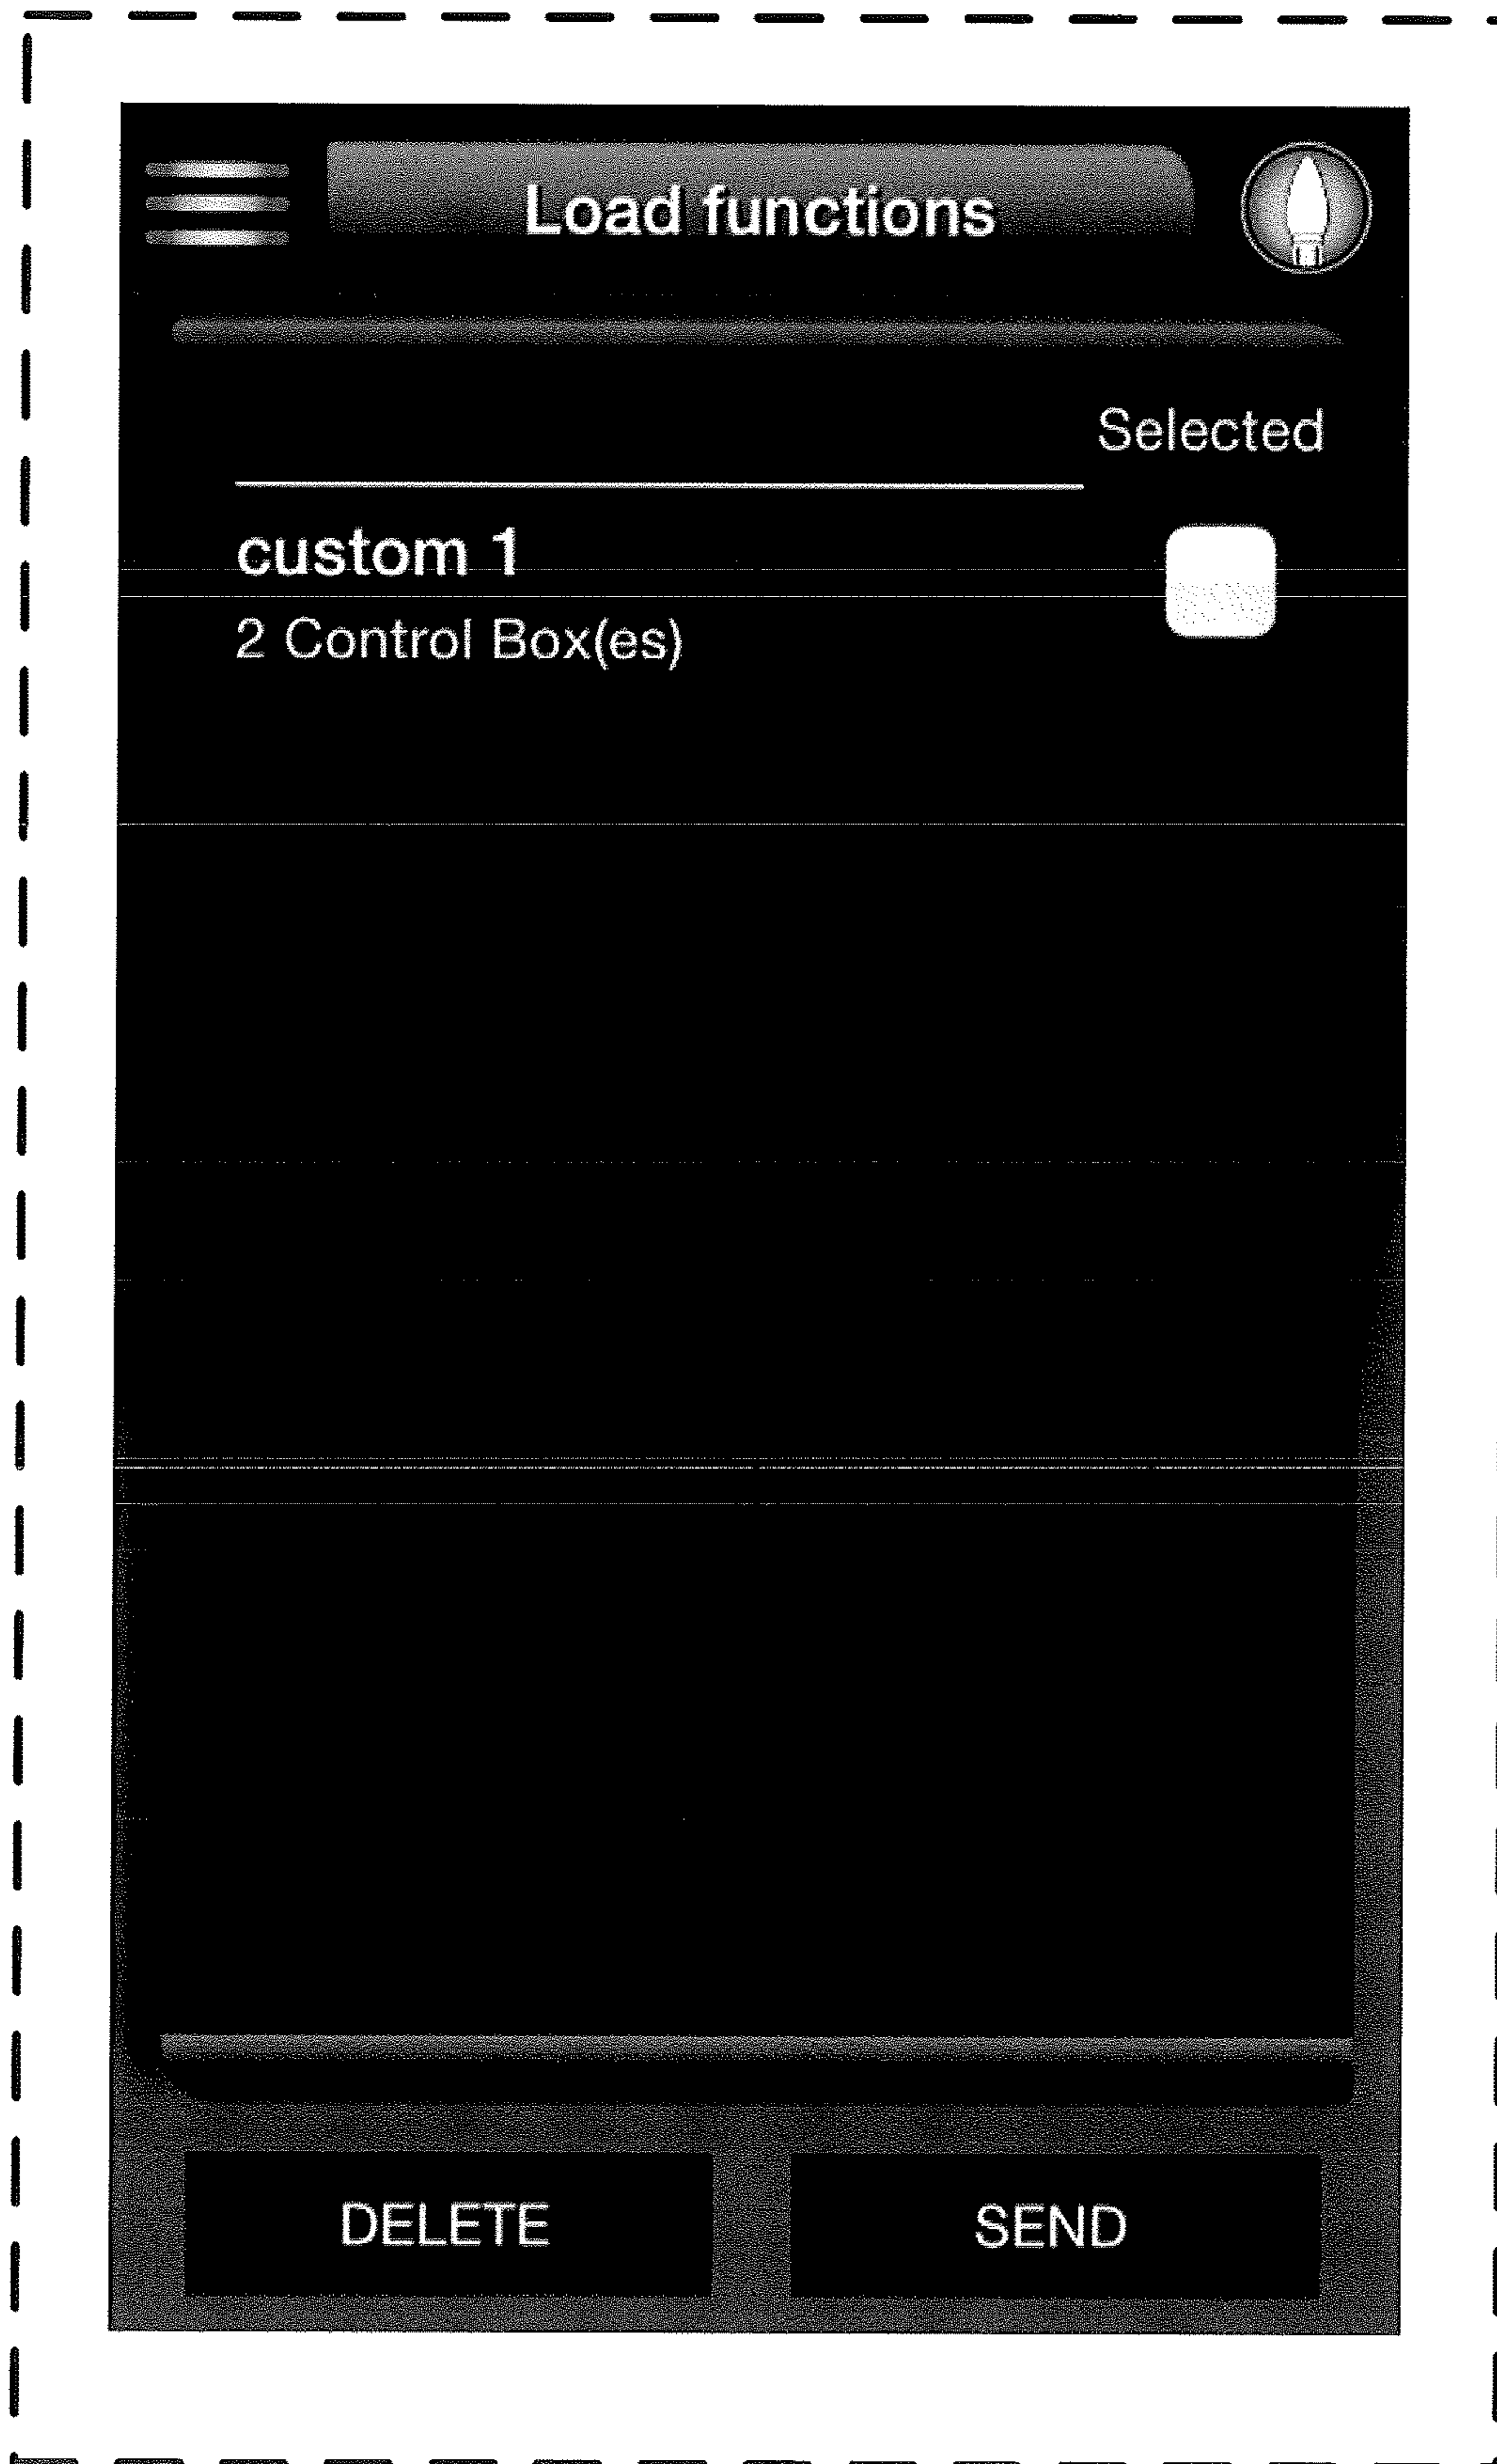 Load functions
Selected
custom 1
2 Control Box(es)
DELETE
SEND